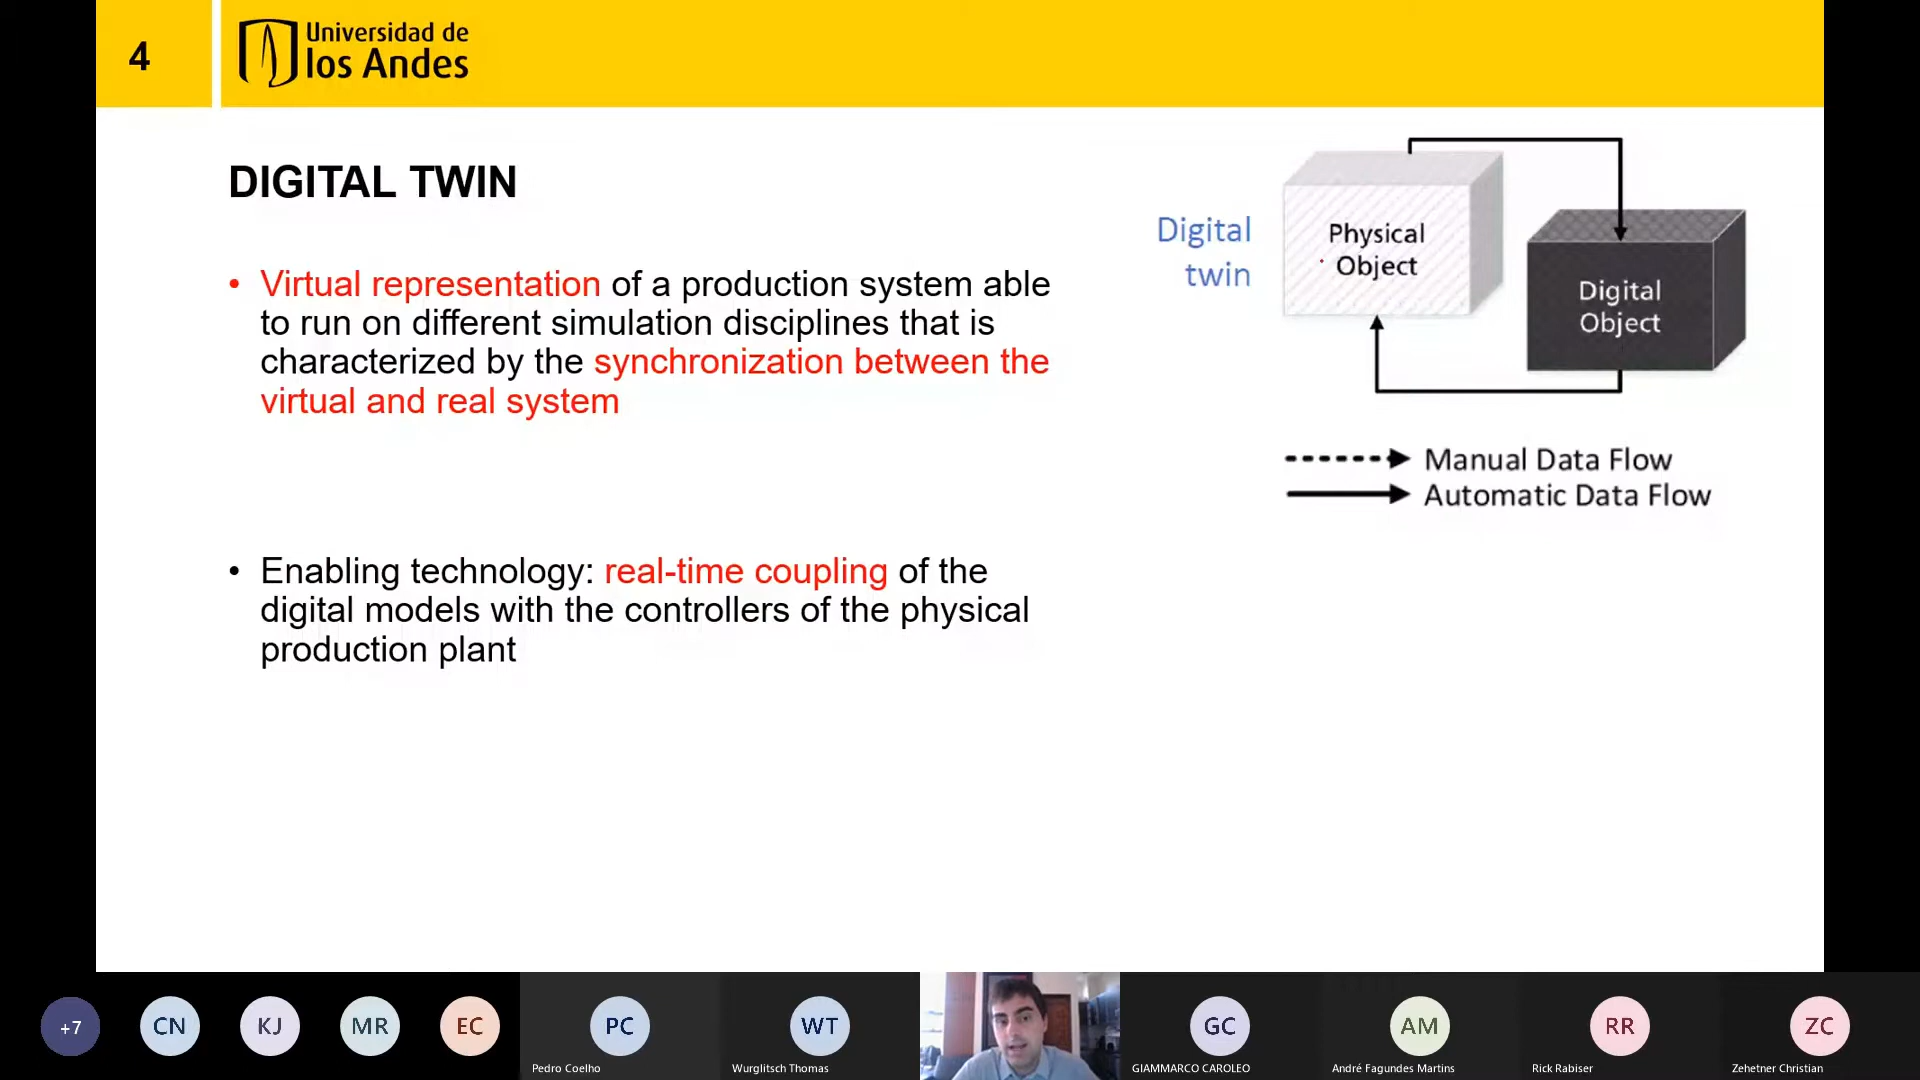 4
Universidad de
los Andes
DIGITAL TWIN
• Virtual representation of a production system able
to run on different simulation disciplines that is
characterized by the synchronization between the
virtual and real system
• Enabling technology: real-time coupling of the
digital models with the controllers of the physical
production plant
Digital
twin
Physical
Object
Digital
Object
Manual Data Flow
Automatic Data Flow
+7
CN
KJ
MR
EC
PC
Pedro Coelho
WT
Wurglitsch Thomas
GC
GIAMMARCO CAROLEO
AM
André Fagundes Martins
RR
Rick Rabiser
ZC
Zehetner Christian